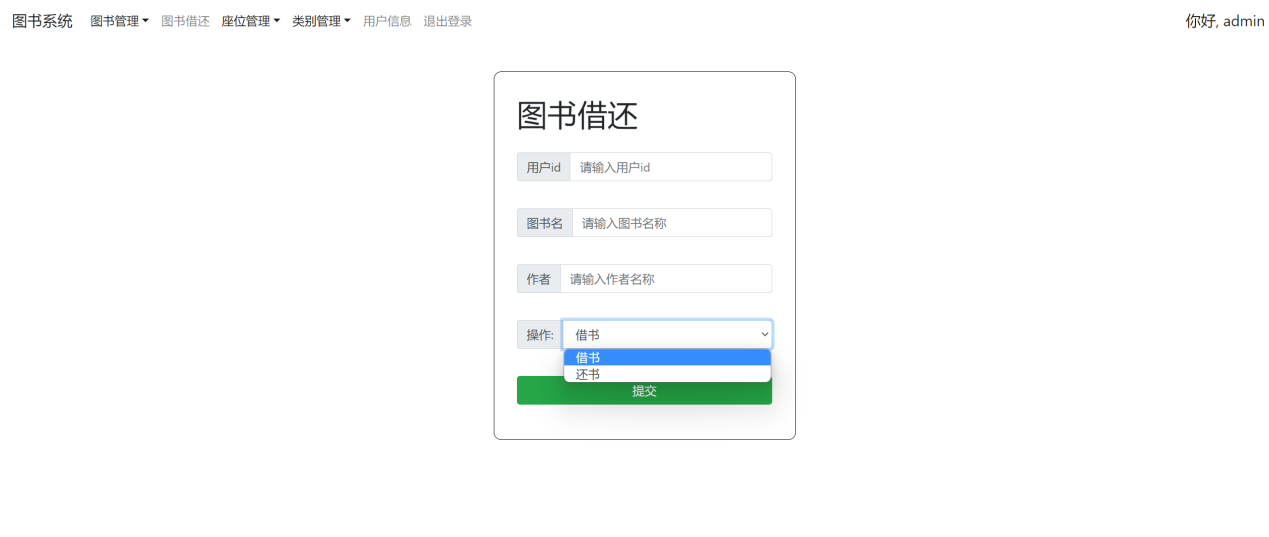 图书系统 图书管理 图书借还 座位管理 类别管理 用户信息 退出登录 你好, admin
图书借还
用户id 请输入用户id
图书名 请输入图书名称
作者 请输入作者名称
操作: 借书
借书
还书
提交